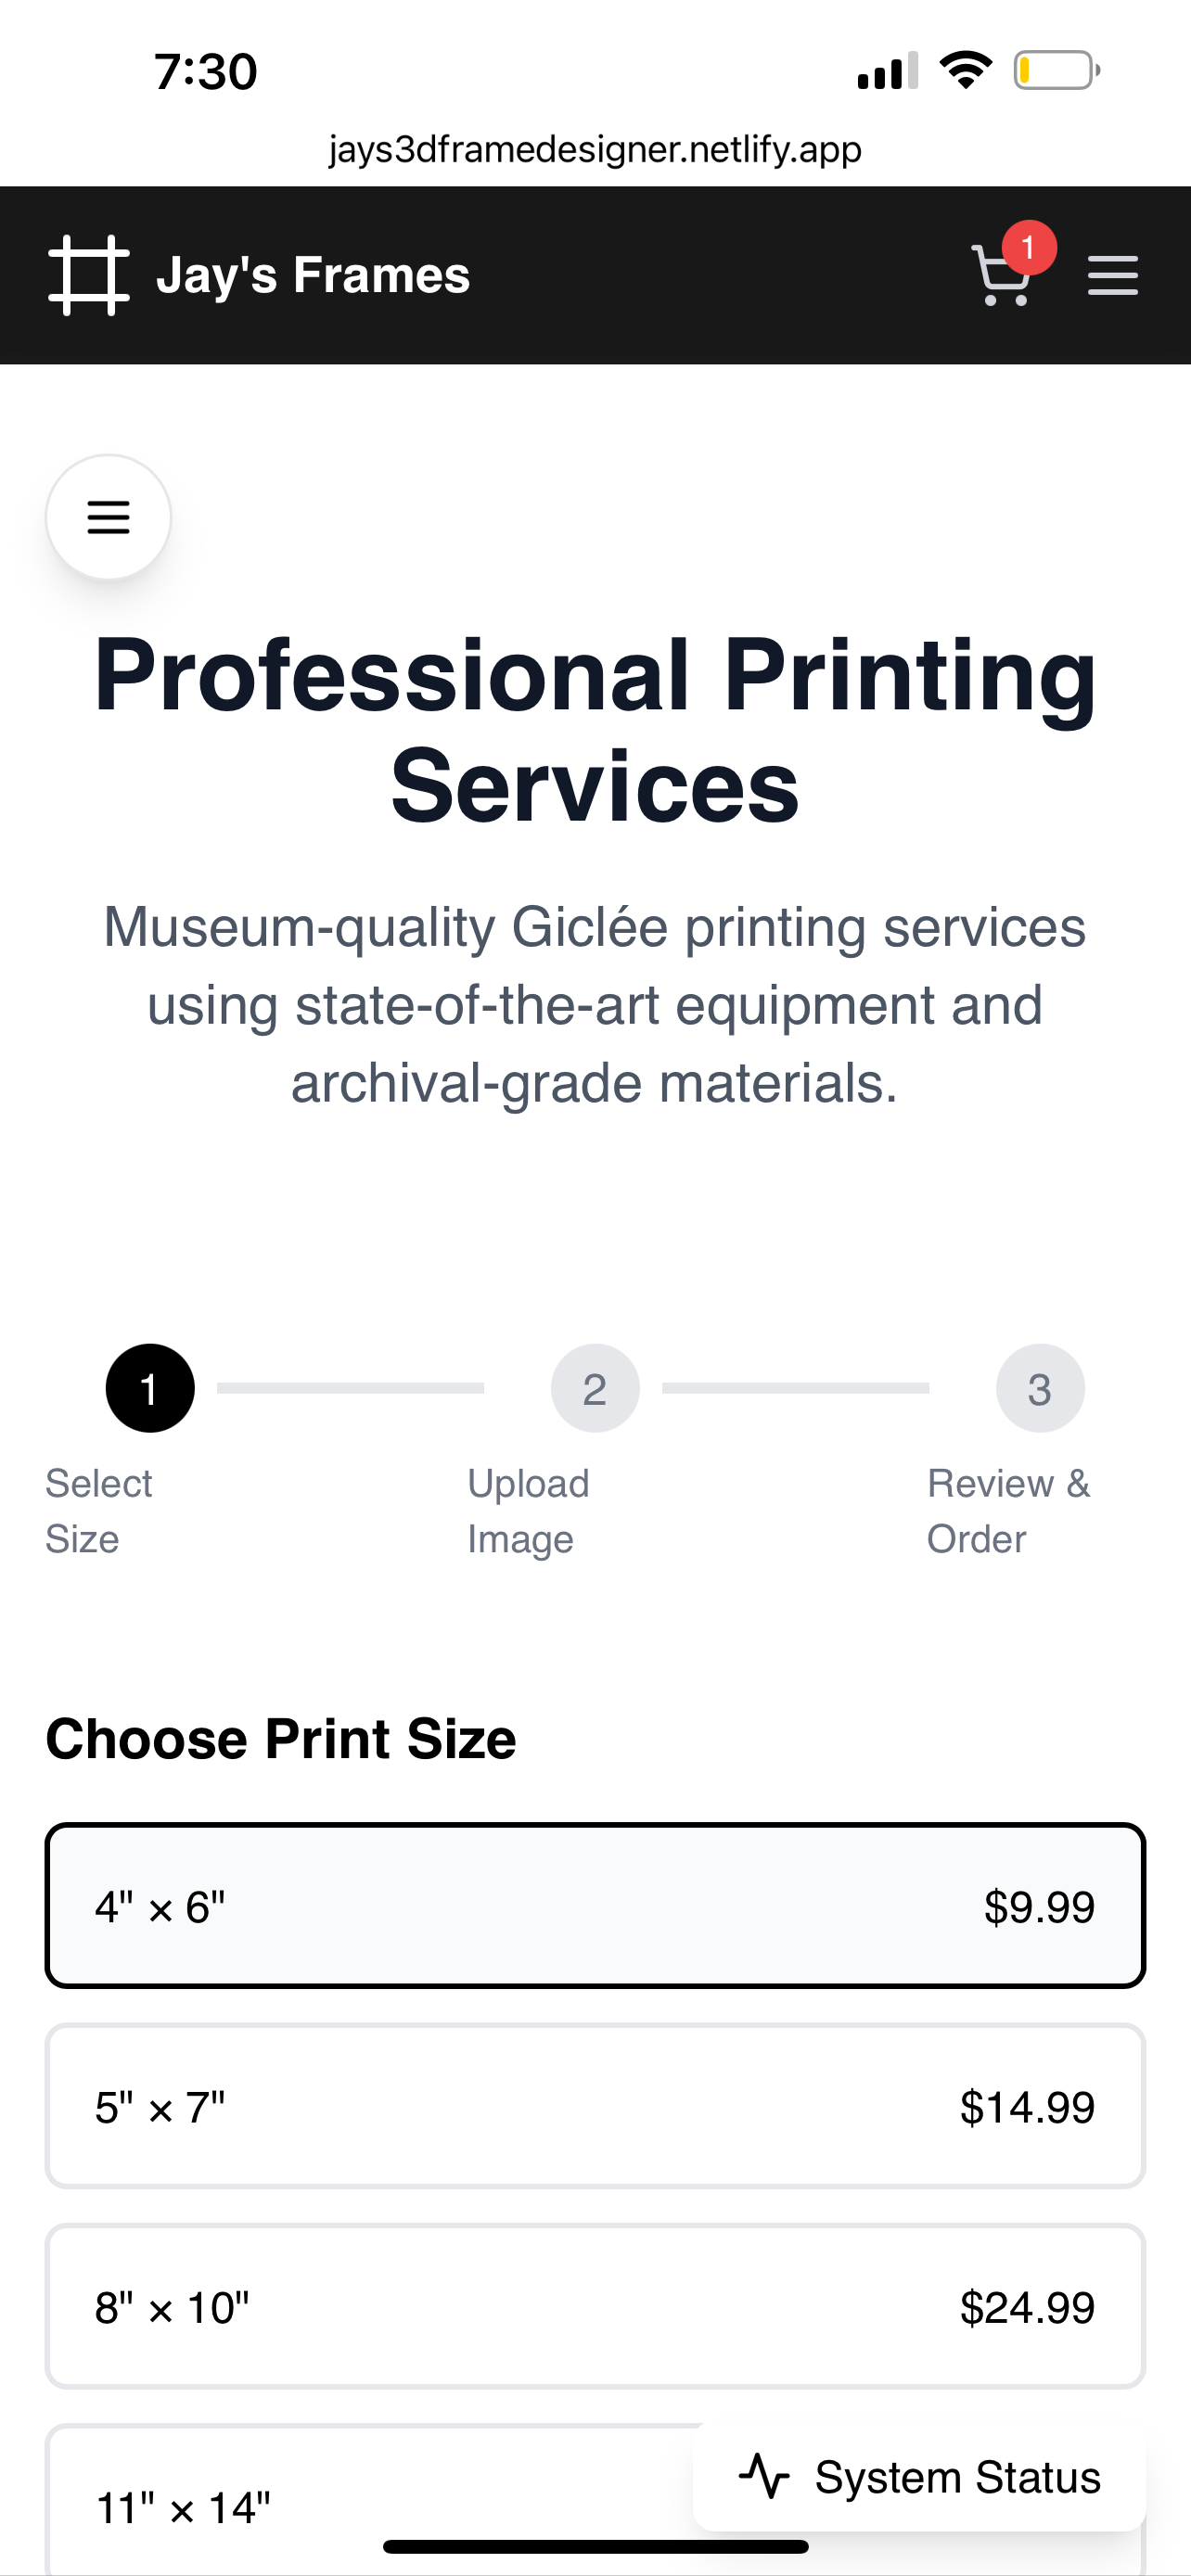 7:30
jays3dframedesigner.netlify.app
Jay's Frames
1
Professional Printing
Services
Museum-quality Giclée printing services
using state-of-the-art equipment and
archival-grade materials.
1
2
3
Select
Size
Upload
Image
Review &
Order
Choose Print Size
4" × 6" $9.99
5" × 7" $14.99
8" × 10" $24.99
11" × 14"
System Status